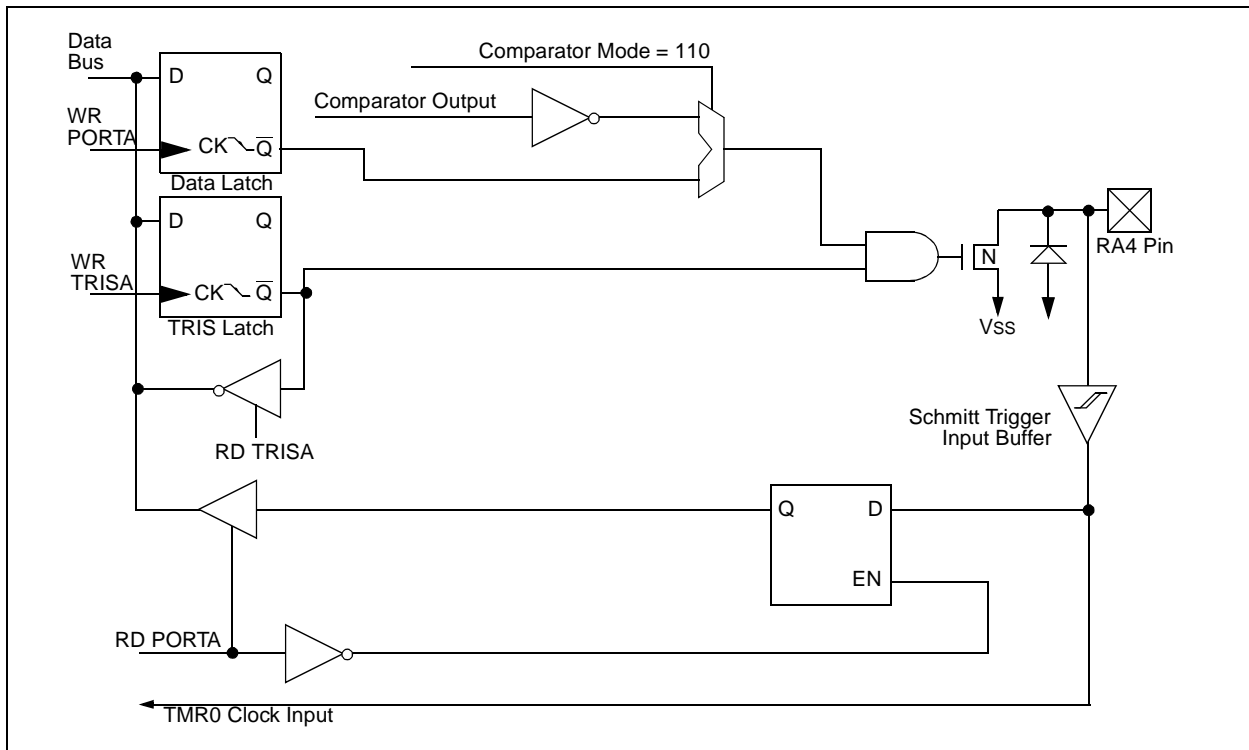 Data
Bus
D Q
Comparator Mode = 110
Comparator Output
WR
PORTA
CK Q̅
Data Latch
D Q
WR
TRISA
CK Q̅
TRIS Latch
N
RA4 Pin
VSS
RD TRISA
Schmitt Trigger
Input Buffer
Q D
EN
RD PORTA
TMR0 Clock Input